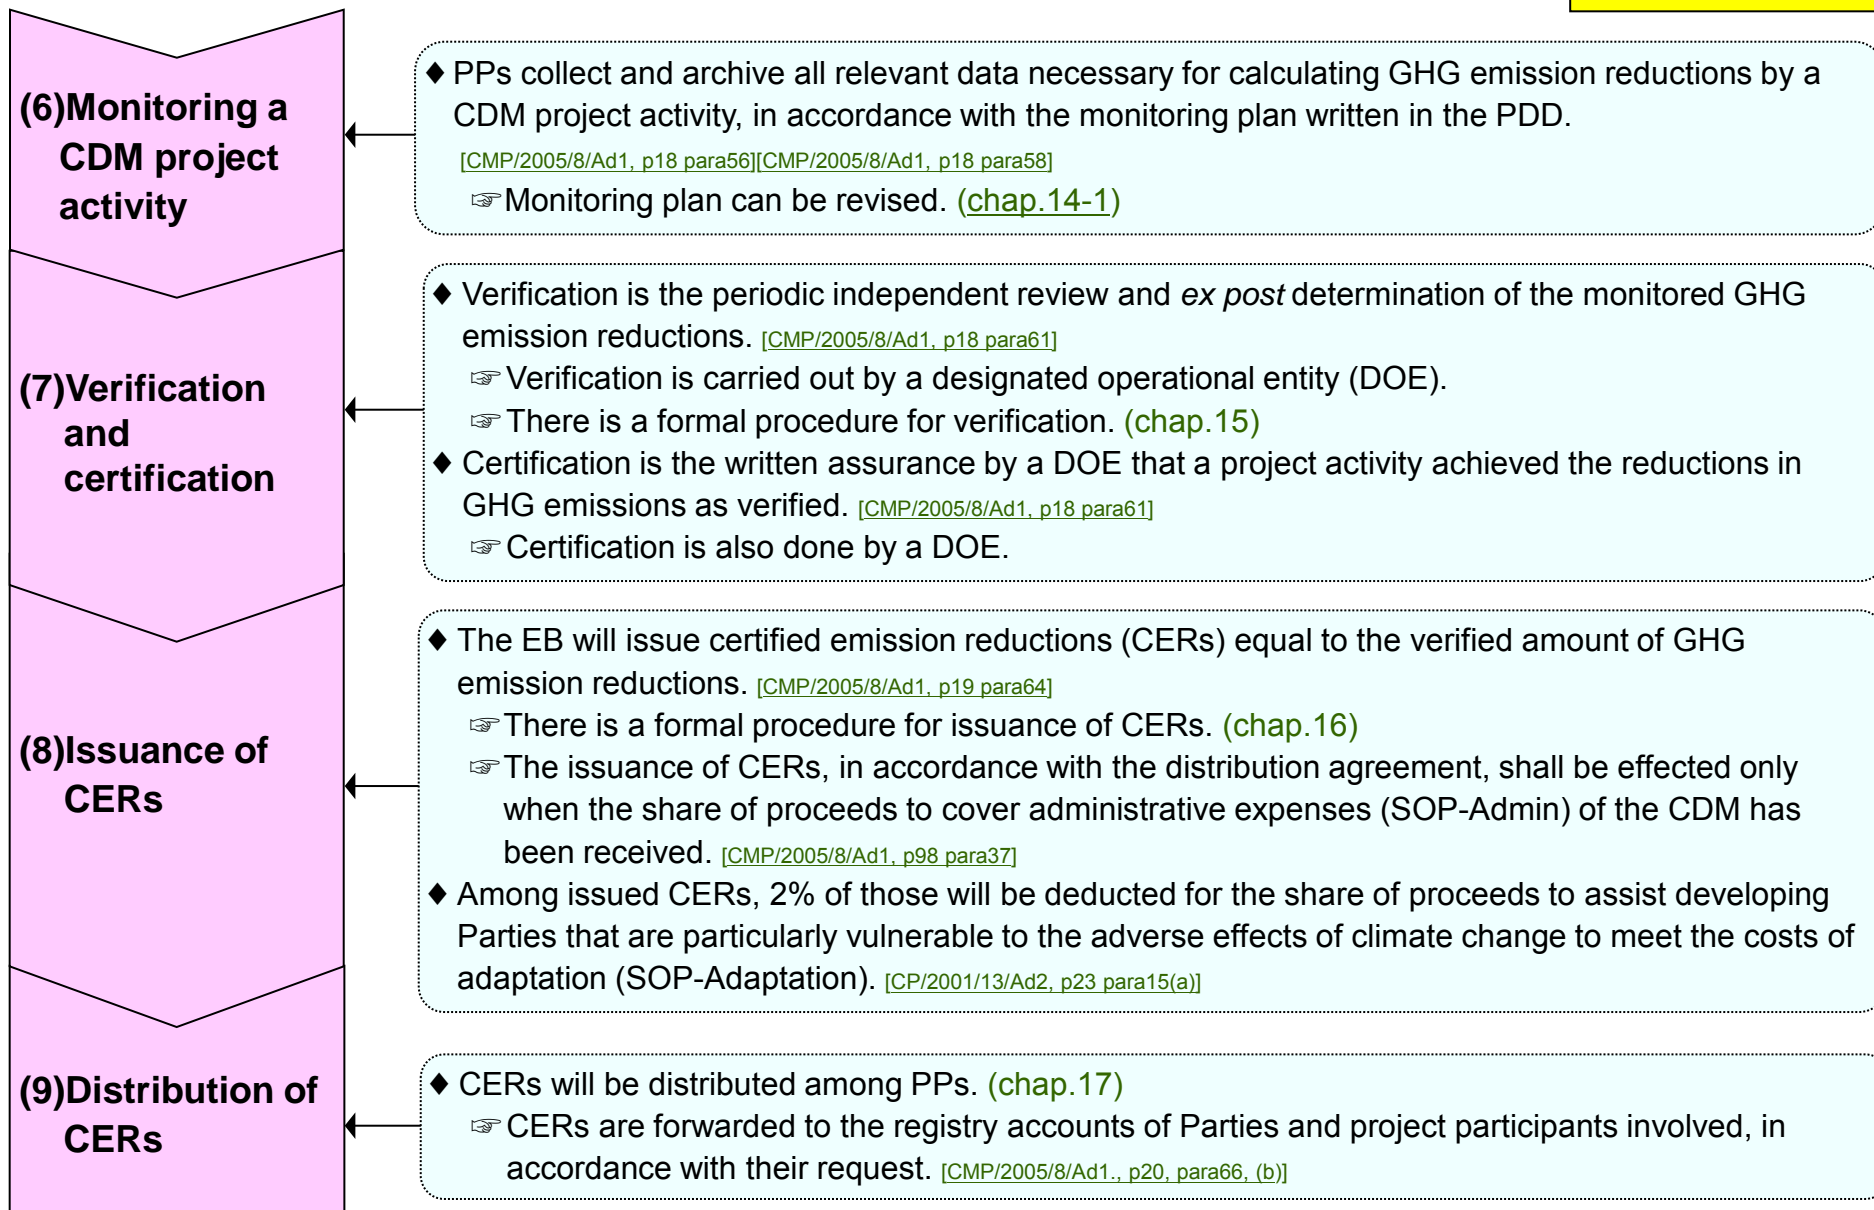 (6)Monitoring a
CDM project
activity
♦ PPs collect and archive all relevant data necessary for calculating GHG emission reductions by a
CDM project activity, in accordance with the monitoring plan written in the PDD.
[CMP/2005/8/Ad1, p18 para56][CMP/2005/8/Ad1, p18 para58]
☞Monitoring plan can be revised. (chap.14-1)
(7)Verification
and
certification
♦ Verification is the periodic independent review and ex post determination of the monitored GHG
emission reductions. [CMP/2005/8/Ad1, p18 para61]
☞Verification is carried out by a designated operational entity (DOE).
☞There is a formal procedure for verification. (chap.15)
♦ Certification is the written assurance by a DOE that a project activity achieved the reductions in
GHG emissions as verified. [CMP/2005/8/Ad1, p18 para61]
☞Certification is also done by a DOE.
(8)Issuance of
CERs
♦ The EB will issue certified emission reductions (CERs) equal to the verified amount of GHG
emission reductions. [CMP/2005/8/Ad1, p19 para64]
☞There is a formal procedure for issuance of CERs. (chap.16)
☞The issuance of CERs, in accordance with the distribution agreement, shall be effected only
when the share of proceeds to cover administrative expenses (SOP-Admin) of the CDM has
been received. [CMP/2005/8/Ad1, p98 para37]
♦ Among issued CERs, 2% of those will be deducted for the share of proceeds to assist developing
Parties that are particularly vulnerable to the adverse effects of climate change to meet the costs of
adaptation (SOP-Adaptation). [CP/2001/13/Ad2, p23 para15(a)]
(9)Distribution of
CERs
♦ CERs will be distributed among PPs. (chap.17)
☞CERs are forwarded to the registry accounts of Parties and project participants involved, in
accordance with their request. [CMP/2005/8/Ad1., p20, para66, (b)]